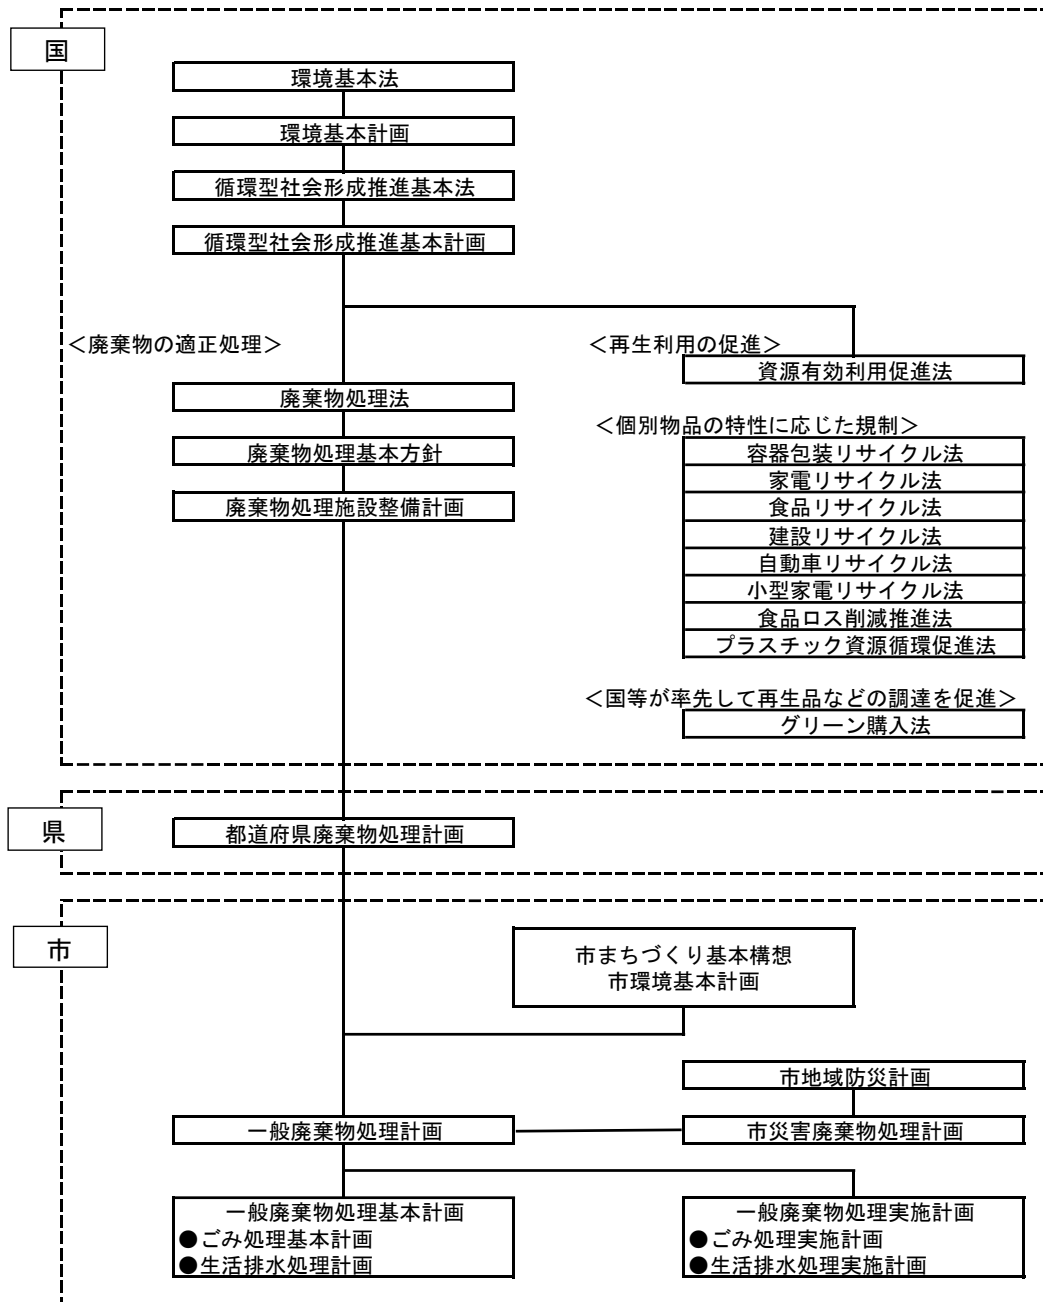 国
環境基本法
環境基本計画
循環型社会形成推進基本法
循環型社会形成推進基本計画
＜廃棄物の適正処理＞
廃棄物処理法
廃棄物処理基本方針
廃棄物処理施設整備計画
＜再生利用の促進＞
資源有効利用促進法
＜個別物品の特性に応じた規制＞
容器包装リサイクル法
家電リサイクル法
食品リサイクル法
建設リサイクル法
自動車リサイクル法
小型家電リサイクル法
食品ロス削減推進法
プラスチック資源循環促進法
＜国等が率先して再生品などの調達を促進＞
グリーン購入法
県
都道府県廃棄物処理計画
市
市まちづくり基本構想
市環境基本計画
市地域防災計画
一般廃棄物処理計画
市災害廃棄物処理計画
一般廃棄物処理基本計画
●ごみ処理基本計画
●生活排水処理計画
一般廃棄物処理実施計画
●ごみ処理実施計画
●生活排水処理実施計画